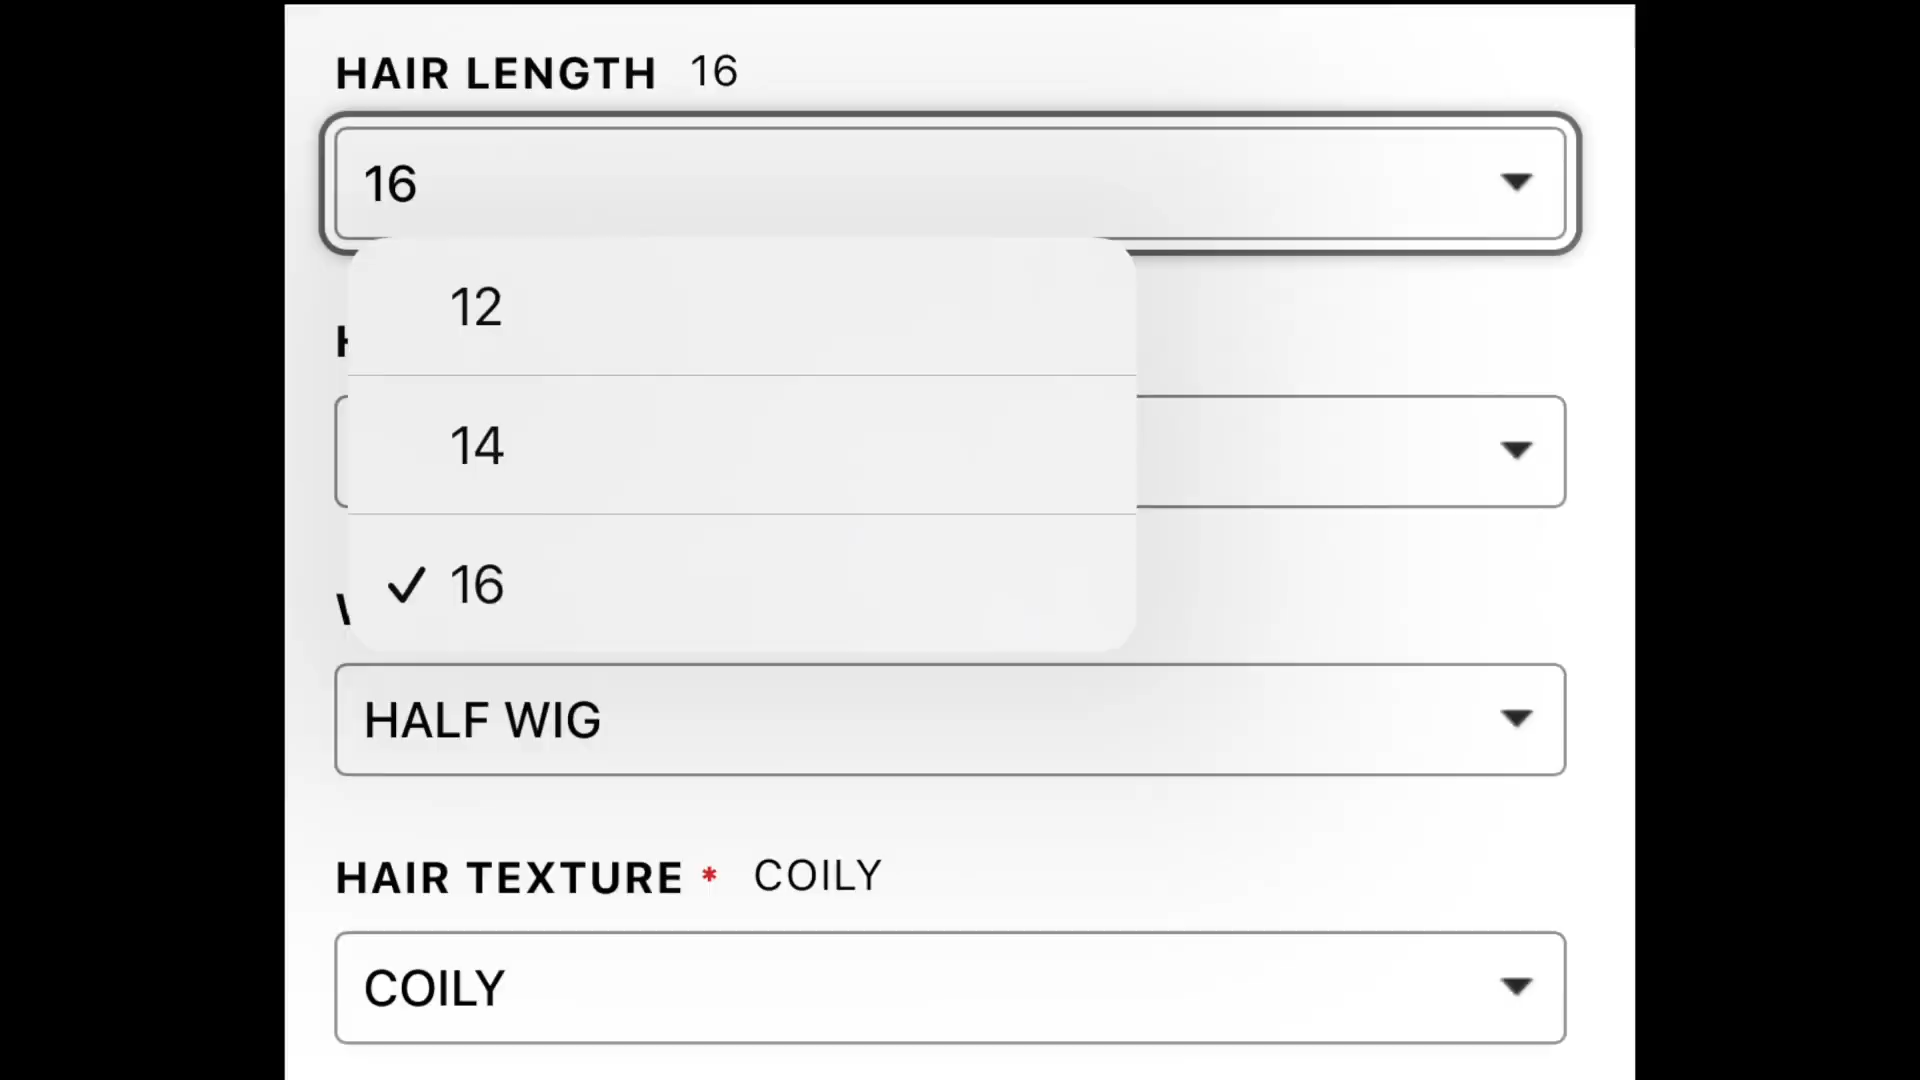 HAIR LENGTH 16
16
12
14
✓ 16
HALF WIG
HAIR TEXTURE * COILY
COILY